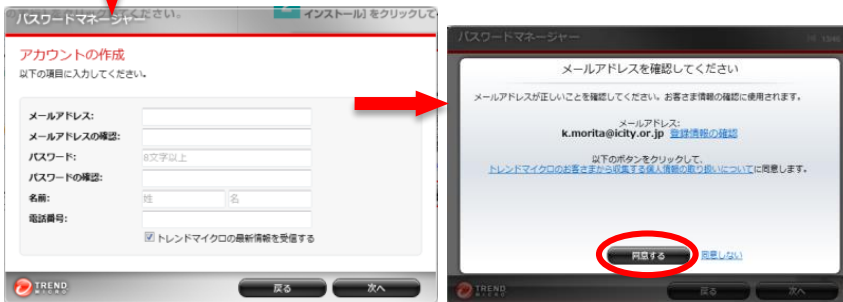 インストール] をクリックして
パスワードマネージャー
アカウントの作成
以下の項目に入力してください。
メールアドレス:
メールアドレスの確認:
パスワード:
8文字以上
パスワードの確認:
名前:
姓
名
電話番号:
トレンドマイクロの最新情報を受信する
TREND
MICRO
戻る
次へ
パスワードマネージャー
メールアドレスを確認してください
メールアドレスが正しいことを確認してください。お客さま情報の確認に使用されます。
メールアドレス:
k.morita@icity.or.jp 登録情報の確認
以下のボタンをクリックして、
トレンドマイクロのお客さまから収集する個人情報の取り扱いについてに同意します。
同意する
同意しない
TREND
MICRO
戻る
次へ